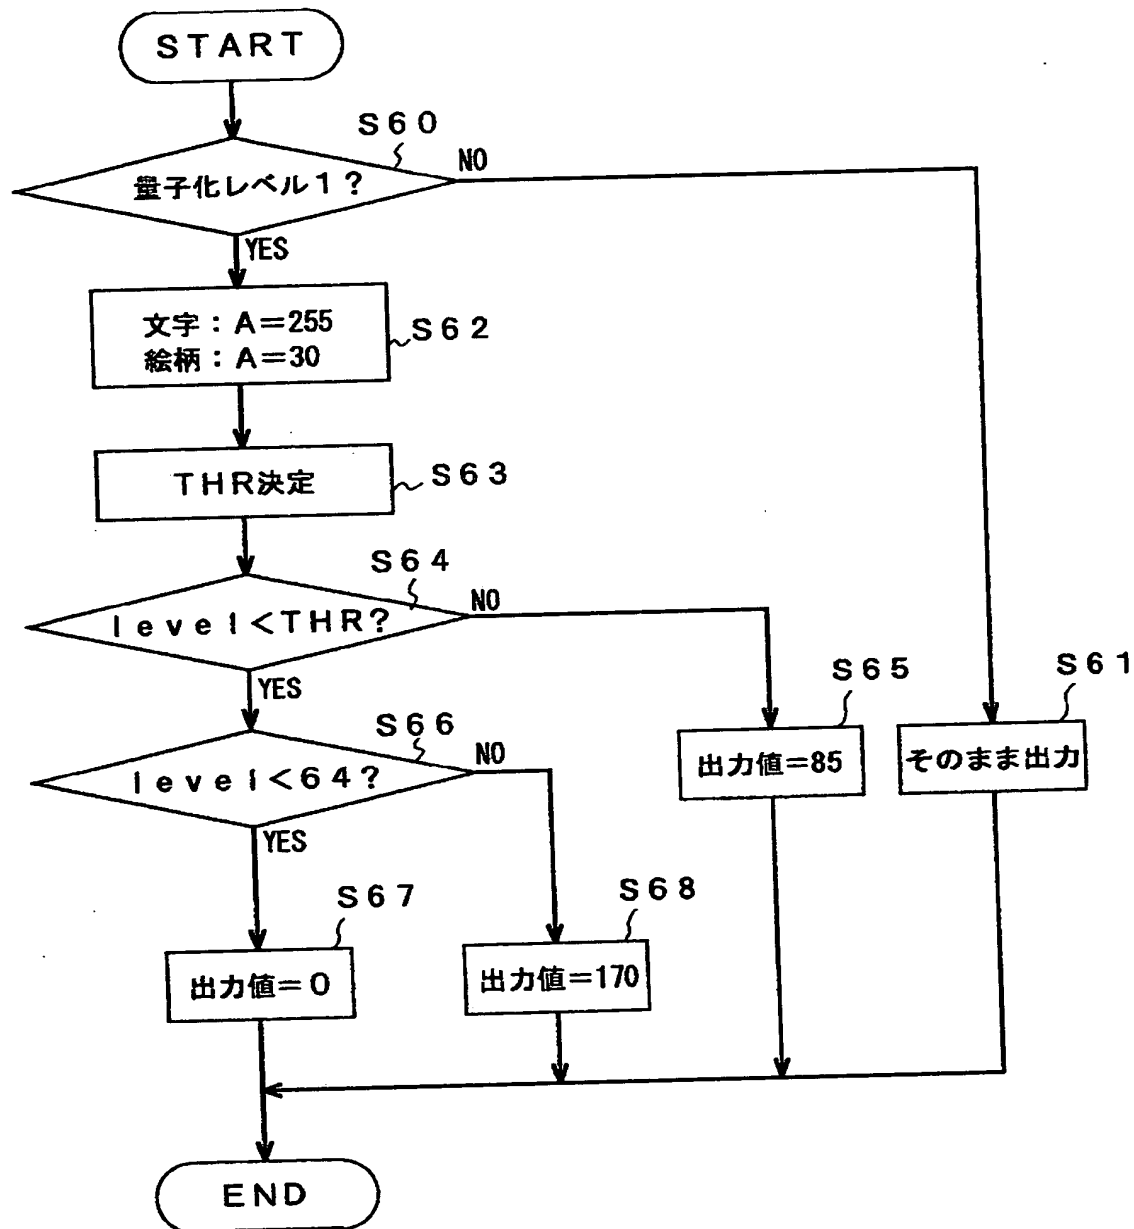 START
S60
量子化レベル1?
NO
YES
文字：A=255
絵柄：A=30
S62
THR決定
S63
S64
level<THR?
NO
YES
S65
出力値=85
S61
そのまま出力
S66
level<64?
NO
YES
S67
出力値=0
S68
出力値=170
END